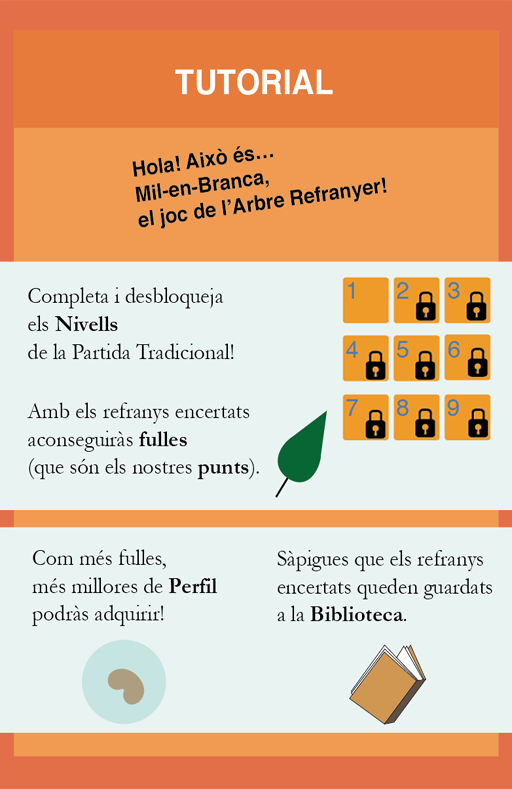 TUTORIAL
Hola! Això és...
Mil-en-Branca,
el joc de l'Arbre Refranyer!
Completa i desbloqueja
els Nivells
de la Partida Tradicional!
1 2 3
4 5 6
7 8 9
Amb els refranys encertats
aconseguiràs fulles
(que són els nostres punts).
Com més fulles,
més millores de Perfil
podràs adquirir!
Sàpigues que els refranys
encertats queden guardats
a la Biblioteca.